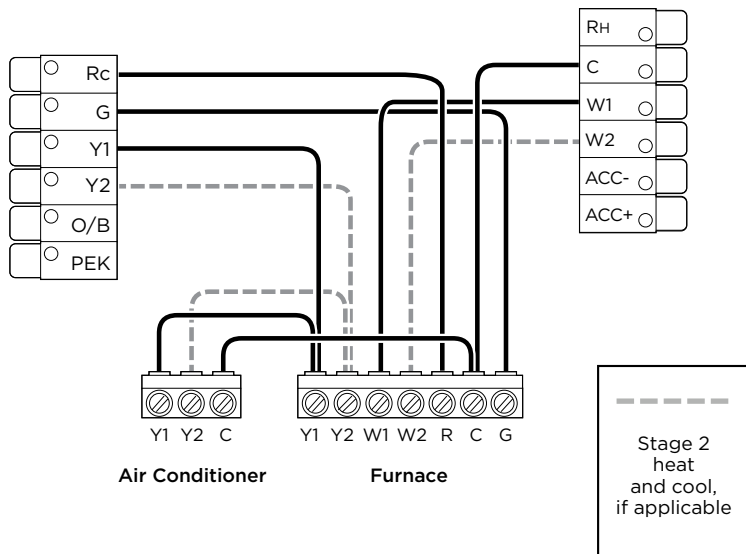 Rc
G
Y1
Y2
O/B
PEK
RH
C
W1
W2
ACC-
ACC+
Y1 Y2 C
Air Conditioner
Y1 Y2 W1 W2 R C G
Furnace
Stage 2
heat
and cool,
if applicable